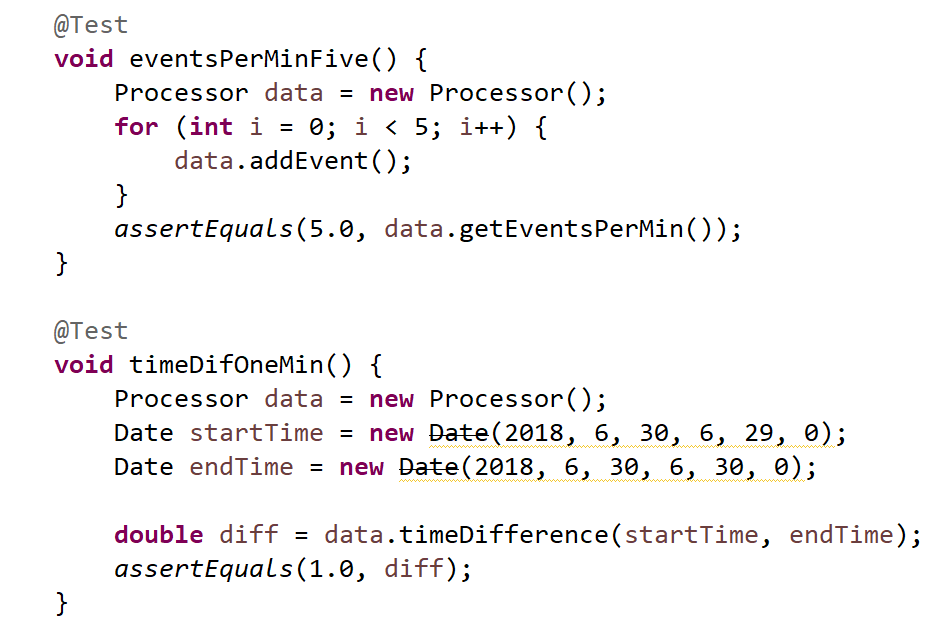 @Test
void eventsPerMinFive() {
    Processor data = new Processor();
    for (int i = 0; i < 5; i++) {
        data.addEvent();
    }
    assertEquals(5.0, data.getEventsPerMin());
}

@Test
void timeDifOneMin() {
    Processor data = new Processor();
    Date startTime = new Date(2018, 6, 30, 6, 29, 0);
    Date endTime = new Date(2018, 6, 30, 6, 30, 0);

    double diff = data.timeDifference(startTime, endTime);
    assertEquals(1.0, diff);
}